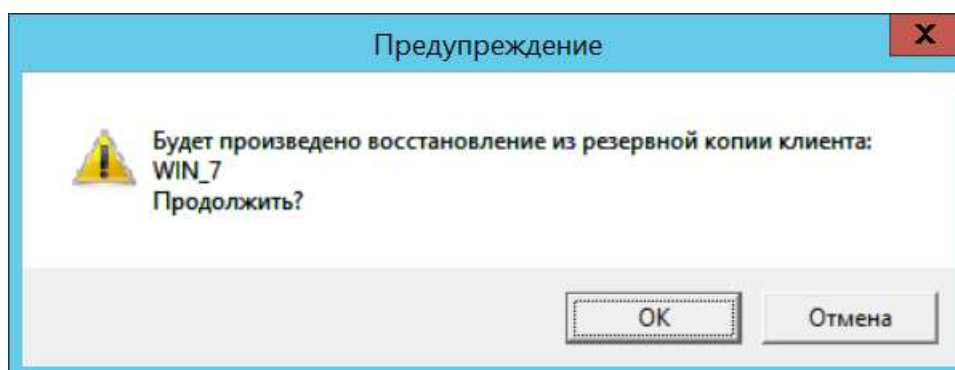 Предупреждение
Будет произведено восстановление из резервной копии клиента:
WIN_7
Продолжить?
OK
Отмена